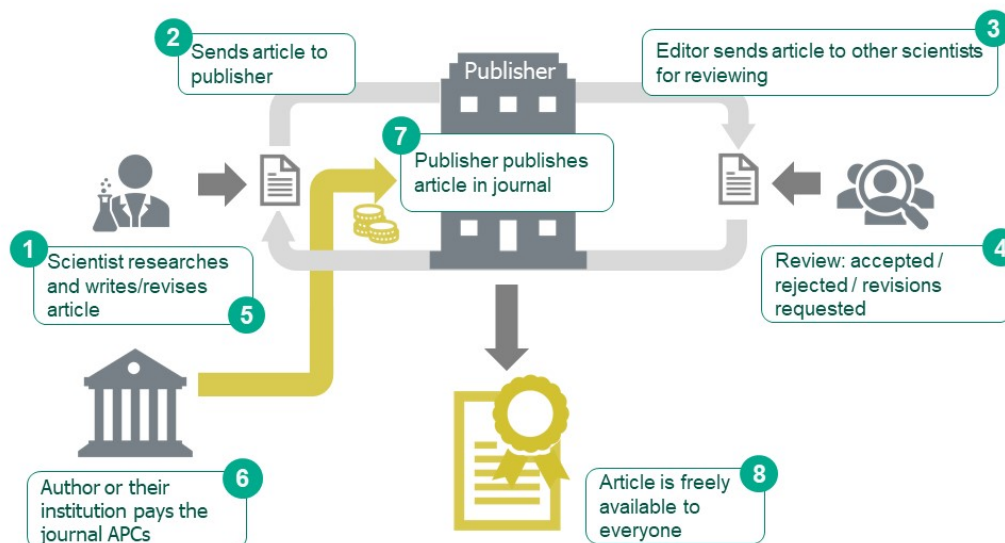 2
Sends article to
publisher
Publisher
3
Editor sends article to other scientists
for reviewing
7
Publisher publishes
article in journal
1
Scientist researches
and writes/revises
article
5
4
Review: accepted /
rejected / revisions
requested
6
Author or their
institution pays the
journal APCs
8
Article is freely
available to
everyone